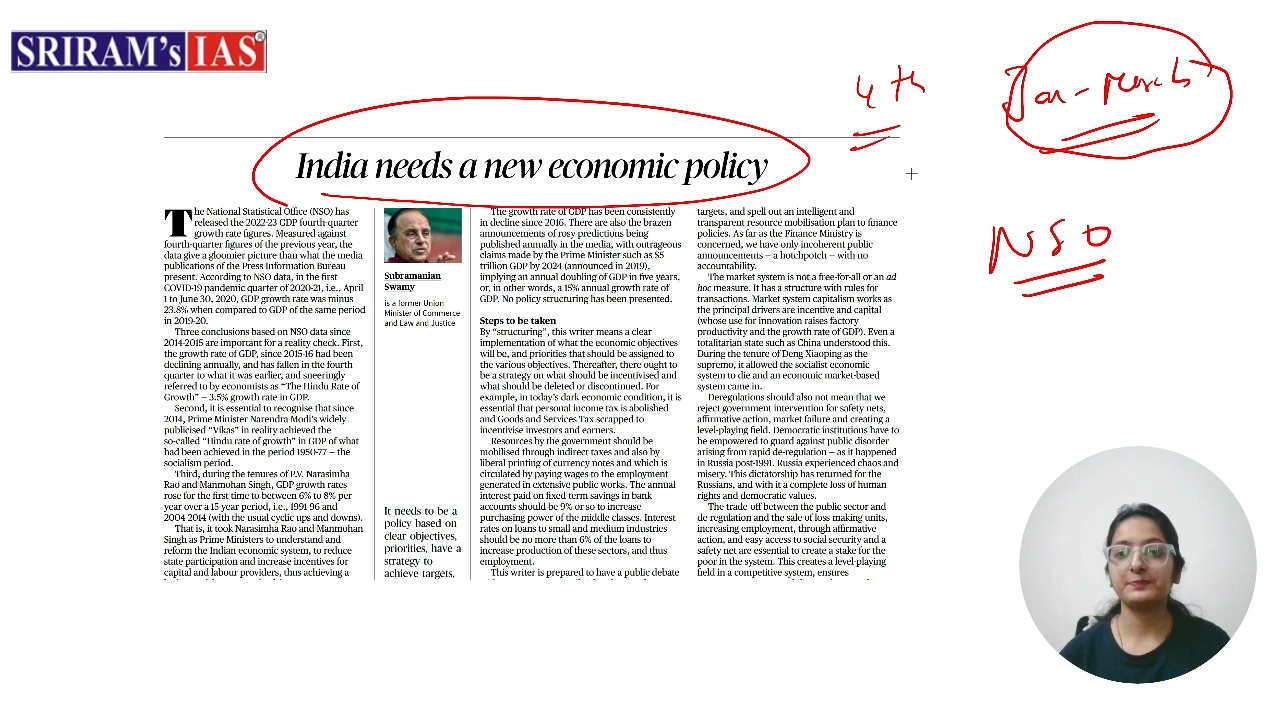 SRIRAM's IAS®
4th
Jan - March
NSO
India needs a new economic policy
The National Statistical Office (NSO) has
released the 2022-23 GDP fourth-quarter
growth rate figures. Measured against
fourth-quarter figures of the previous year, the
data give a gloomier picture than what the media
publications of the Press Information Bureau
present. According to NSO data, in the first
COVID-19 pandemic quarter of 2020-21, i.e., April
1 to June 30, 2020, GDP growth rate was minus
23.8% when compared to GDP of the same period
in 2019-20.
Three conclusions based on NSO data since
2014-2015 are important for a reality check. First,
the growth rate of GDP, since 2015-16 had been
declining annually, and has fallen in the fourth
quarter to what it was earlier, and sneeringly
referred to by economists as "The Hindu Rate of
Growth" — 3.5% growth rate in GDP.
Second, it is essential to recognise that since
2014, Prime Minister Narendra Modi's widely
publicised "Vikas" in reality achieved the
so-called "Hindu rate of growth" in GDP of what
had been achieved in the period 1950-77 — the
socialism period.
Third, during the tenures of P.V. Narasimha
Rao and Manmohan Singh, GDP growth rates
rose for the first time to between 6% to 8% per
year over a 15 year period, i.e., 1991 96 and
2004 2014 (with the usual cyclic ups and downs).
That is, it took Narasimha Rao and Manmohan
Singh as Prime Ministers to understand and
reform the Indian economic system, to reduce
state participation and increase incentives for
capital and labour providers, thus achieving a
Subramanian
Swamy
is a former Union
Minister of Commerce
and Law and Justice
It needs to be a
policy based on
clear objectives,
priorities, have a
strategy to
achieve targets,
The growth rate of GDP has been consistently
in decline since 2016. There are also the brazen
announcements of rosy predictions being
published annually in the media, with outrageous
claims made by the Prime Minister such as $5
trillion GDP by 2024 (announced in 2019),
implying an annual doubling of GDP in five years,
or, in other words, a 15% annual growth rate of
GDP. No policy structuring has been presented.
Steps to be taken
By "structuring", this writer means a clear
implementation of what the economic objectives
will be, and priorities that should be assigned to
the various objectives. Thereafter, there ought to
be a strategy on what should be incentivised and
what should be deleted or discontinued. For
example, in today's dark economic condition, it is
essential that personal income tax is abolished
and Goods and Services Tax scrapped to
incentivise investors and earners.
Resources by the government should be
mobilised through indirect taxes and also by
liberal printing of currency notes and which is
circulated by paying wages to the employment
generated in extensive public works. The annual
interest paid on fixed term savings in bank
accounts should be 9% or so to increase
purchasing power of the middle classes. Interest
rates on loans to small and medium industries
should be no more than 6% of the loans to
increase production of these sectors, and thus
employment.
This writer is prepared to have a public debate
targets, and spell out an intelligent and
transparent resource mobilisation plan to finance
policies. As far as the Finance Ministry is
concerned, we have only incoherent public
announcements — a hotchpotch — with no
accountability.
The market system is not a free-for-all or an ad
hoc measure. It has a structure with rules for
transactions. Market system capitalism works as
the principal drivers are incentive and capital
(whose use for innovation raises factory
productivity and the growth rate of GDP). Even a
totalitarian state such as China understood this.
During the tenure of Deng Xiaoping as the
supremo, it allowed the socialist economic
system to die and an economic market-based
system came in.
Deregulations should also not mean that we
reject government intervention for safety nets,
affirmative action, market failure and creating a
level-playing field. Democratic institutions have to
be empowered to guard against public disorder
arising from rapid de-regulation — as it happened
in Russia post-1991. Russia experienced chaos and
misery. This dictatorship has returned for the
Russians, and with it a complete loss of human
rights and democratic values.
The trade-off between the public sector and
de regulation and the sale of loss making units,
increasing employment, through affirmative
action, and easy access to social security and a
safety net are essential to create a stake for the
poor in the system. This creates a level-playing
field in a competitive system, ensures